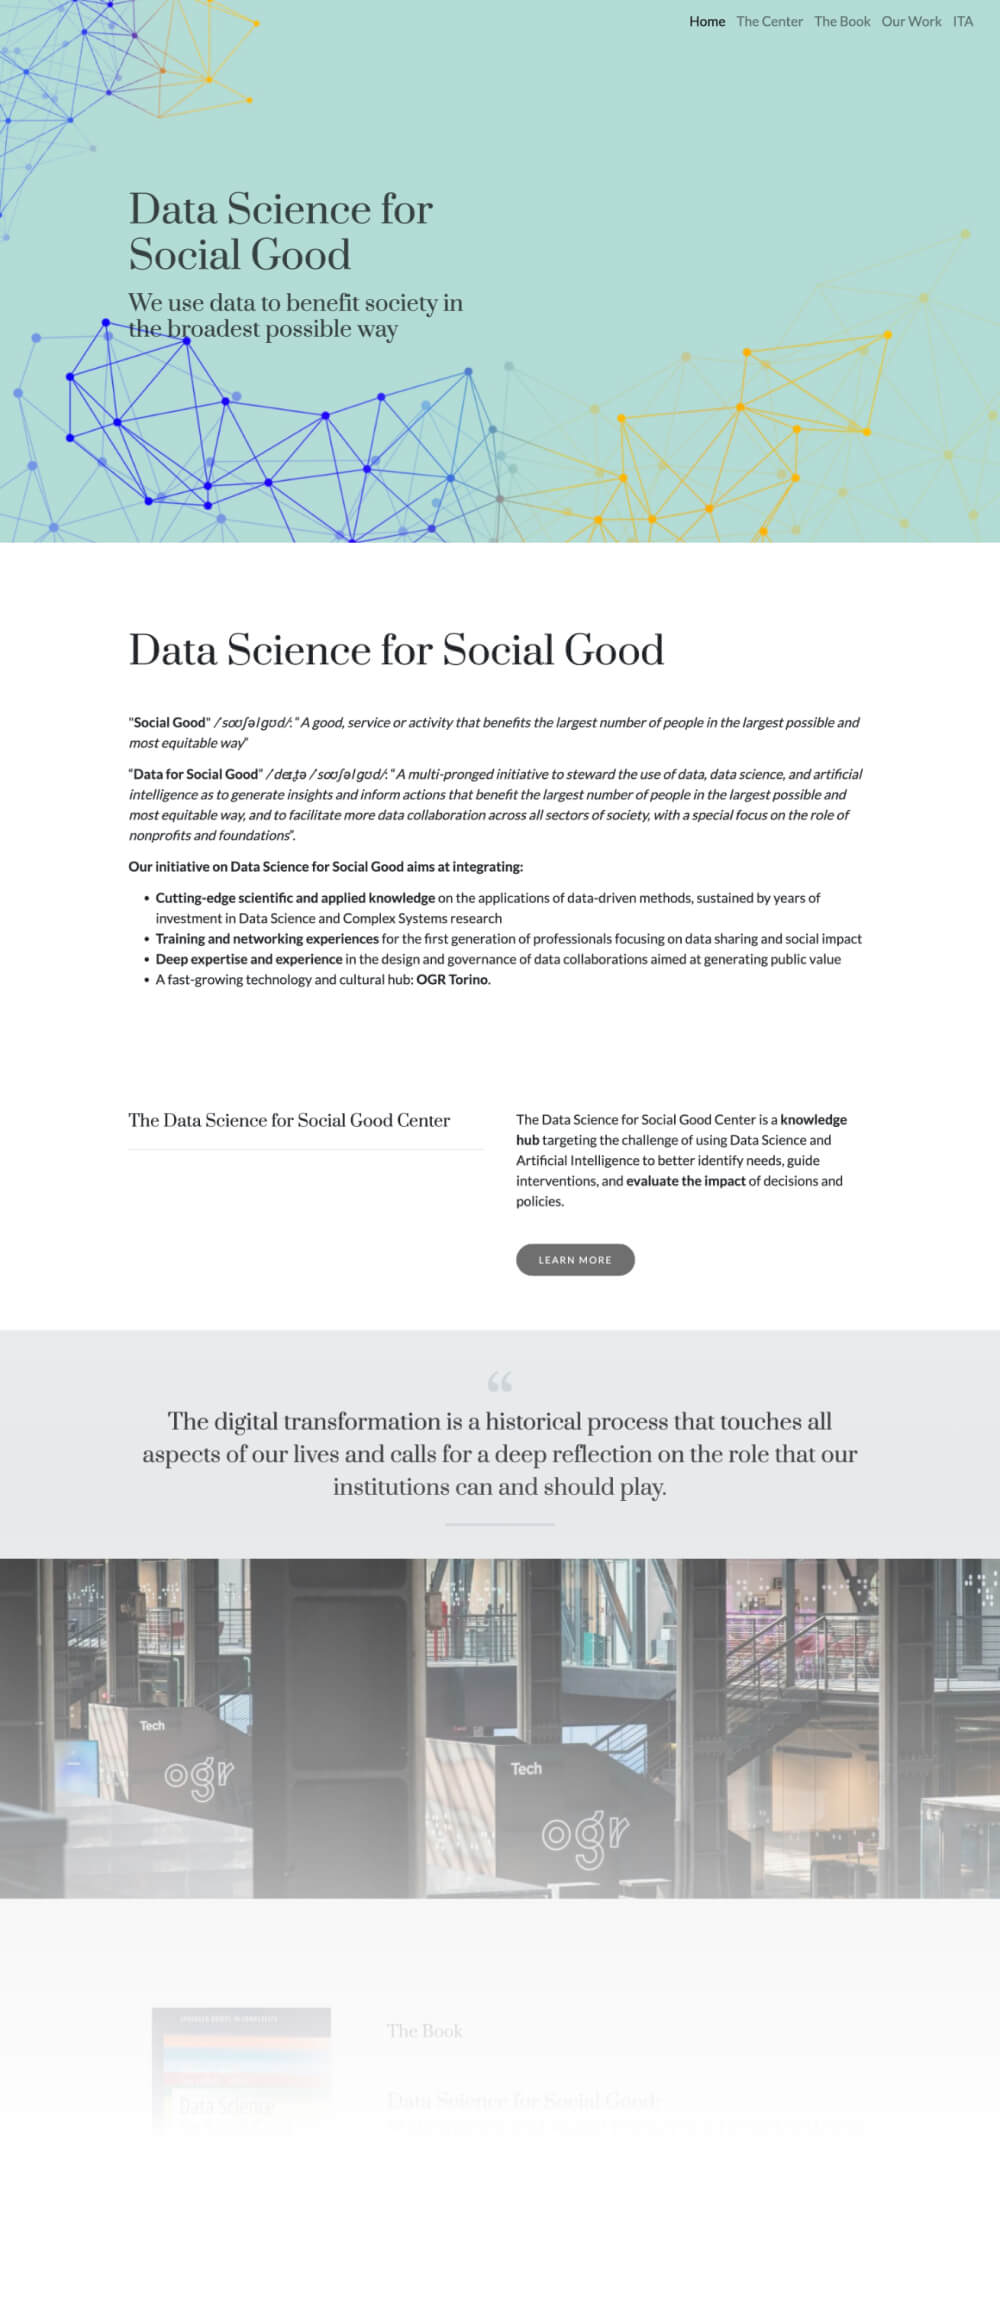 Home The Center The Book Our Work ITA
Data Science for
Social Good
We use data to benefit society in
the broadest possible way
Data Science for Social Good
"Social Good" /ˈsoʊʃəl ɡʊd/: “A good, service or activity that benefits the largest number of people in the largest possible and
most equitable way”
“Data for Social Good” /ˈdeɪ.t̬ə /ˈsoʊʃəl ɡʊd/: “A multi-pronged initiative to steward the use of data, data science, and artificial
intelligence as to generate insights and inform actions that benefit the largest number of people in the largest possible and
most equitable way, and to facilitate more data collaboration across all sectors of society, with a special focus on the role of
nonprofits and foundations”.
Our initiative on Data Science for Social Good aims at integrating:
• Cutting-edge scientific and applied knowledge on the applications of data-driven methods, sustained by years of
investment in Data Science and Complex Systems research
• Training and networking experiences for the first generation of professionals focusing on data sharing and social impact
• Deep expertise and experience in the design and governance of data collaborations aimed at generating public value
• A fast-growing technology and cultural hub: OGR Torino.
The Data Science for Social Good Center
The Data Science for Social Good Center is a knowledge
hub targeting the challenge of using Data Science and
Artificial Intelligence to better identify needs, guide
interventions, and evaluate the impact of decisions and
policies.
LEARN MORE
“
The digital transformation is a historical process that touches all
aspects of our lives and calls for a deep reflection on the role that our
institutions can and should play.
Tech
ogr
Tech
ogr
The Book
Data Science
Data Science for Social Good: